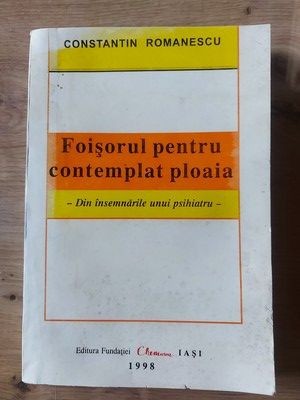 CONSTANTIN ROMANESCU
Foişorul pentru
contemplat ploaia
– Din însemnările unui psihiatru –
Editura Fundaţiei Chemarea IAŞI
1998